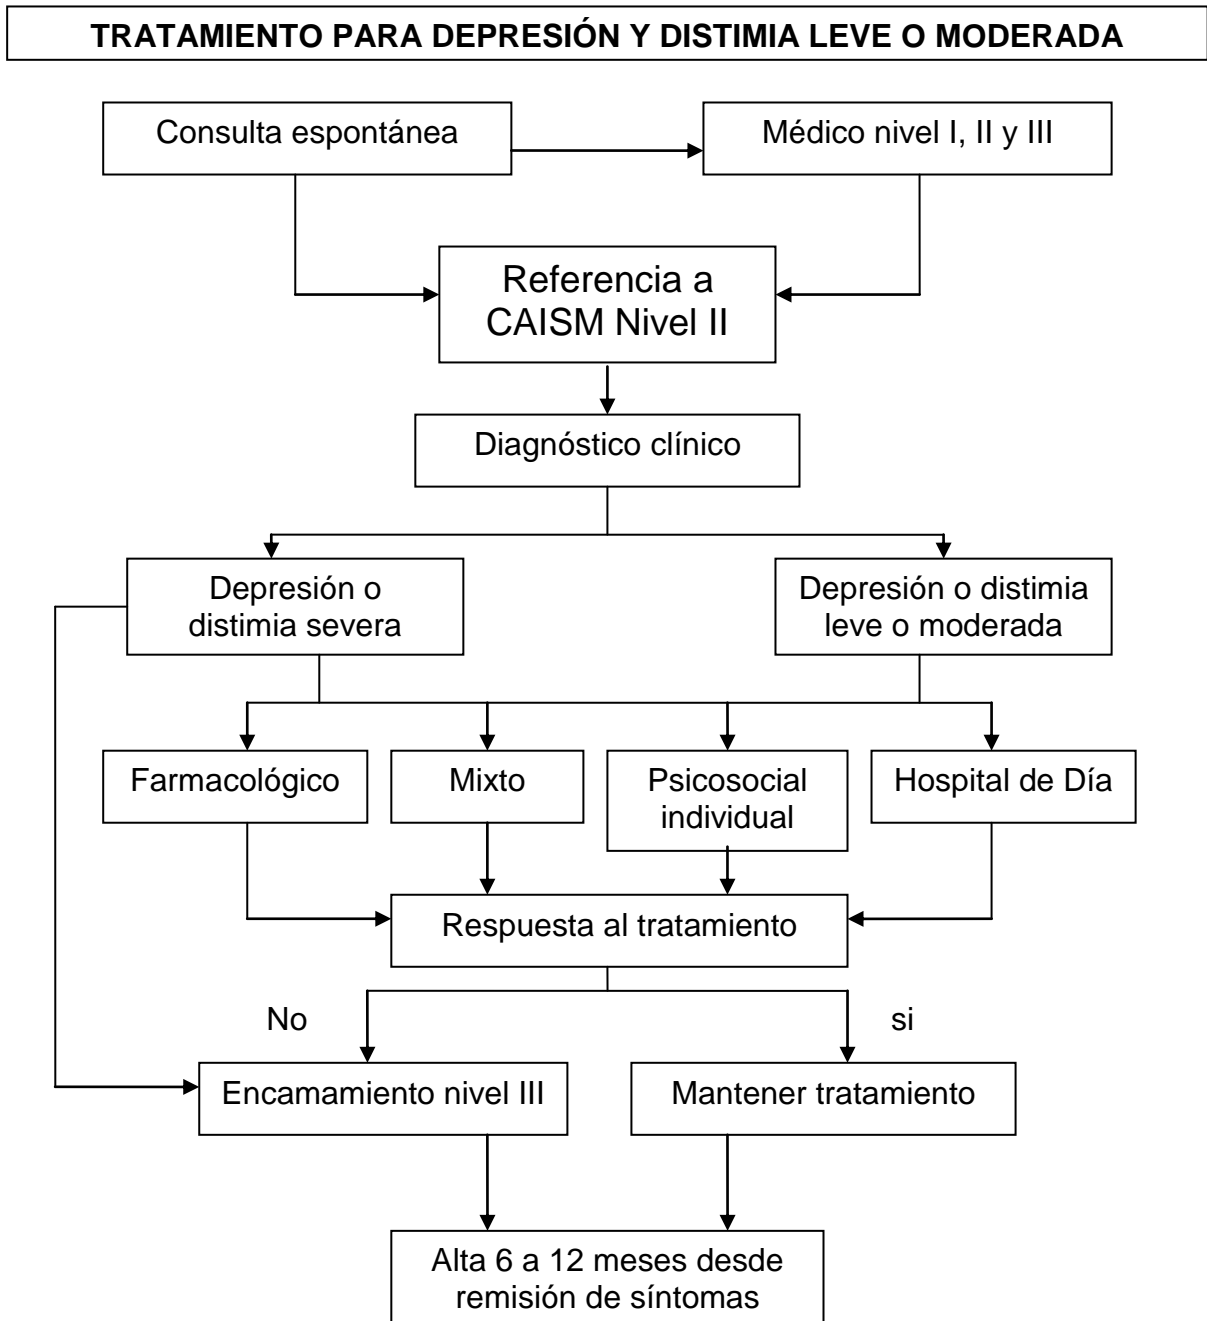 TRATAMIENTO PARA DEPRESIÓN Y DISTIMIA LEVE O MODERADA
Consulta espontánea
Médico nivel I, II y III
Referencia a
CAISM Nivel II
Diagnóstico clínico
Depresión o
distimia severa
Depresión o distimia
leve o moderada
Farmacológico
Mixto
Psicosocial
individual
Hospital de Día
Respuesta al tratamiento
No
si
Encamamiento nivel III
Mantener tratamiento
Alta 6 a 12 meses desde
remisión de síntomas